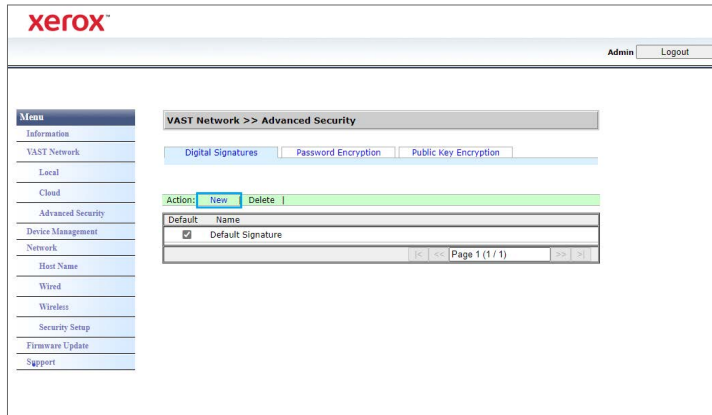 xerox™
Admin Logout
Menu
Information
VAST Network
Local
Cloud
Advanced Security
Device Management
Network
Host Name
Wired
Wireless
Security Setup
Firmware Update
Support
VAST Network >> Advanced Security
Digital Signatures Password Encryption Public Key Encryption
Action: New Delete |
Default Name
Default Signature
|< << Page 1 (1 / 1) >> >|